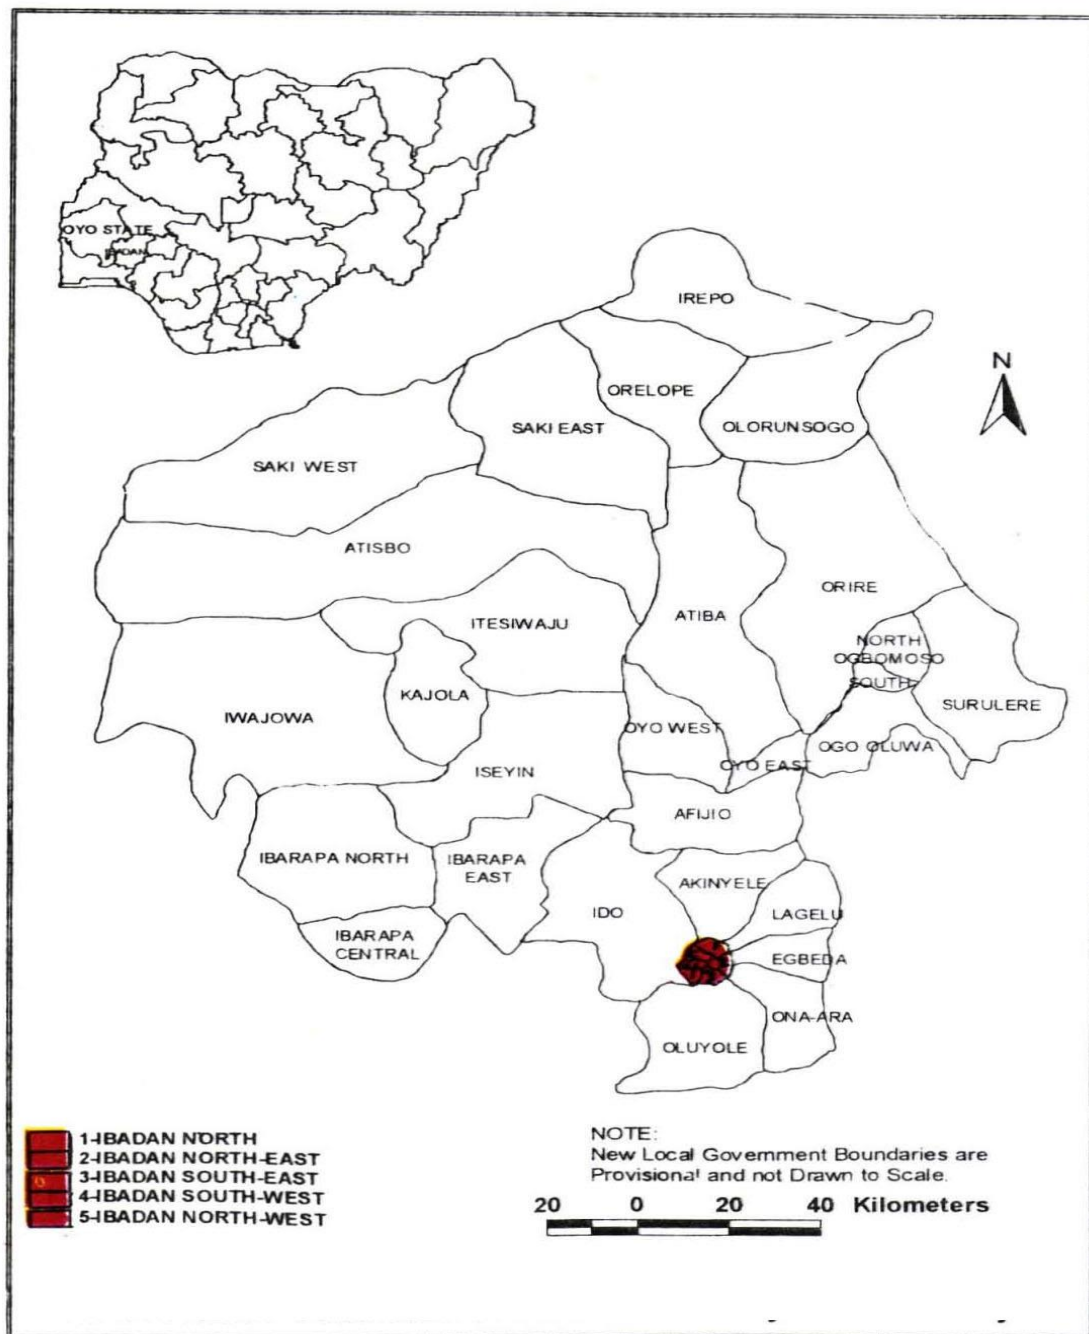 OYO STATE
IBADAN
IREPO
N
ORELOPE
OLORUNSOGO
SAKI EAST
SAKI WEST
ATISBO
ORIRE
ATIBA
ITESIWAJU
NORTH
OGBOMOSO
SOUTH
KAJOLA
SURULERE
IWAJOWA
OYO WEST
OGO OLUWA
OYO EAST
ISEYIN
AFIJIO
IBARAPA NORTH
IBARAPA
EAST
AKINYELE
IDO
LAGELU
IBARAPA
CENTRAL
EGBEDA
ONA-ARA
OLUYOLE
1-IBADAN NORTH
2-IBADAN NORTH-EAST
3-IBADAN SOUTH-EAST
4-IBADAN SOUTH-WEST
5-IBADAN NORTH-WEST
NOTE:
New Local Government Boundaries are
Provisional and not Drawn to Scale.
20 0 20 40 Kilometers